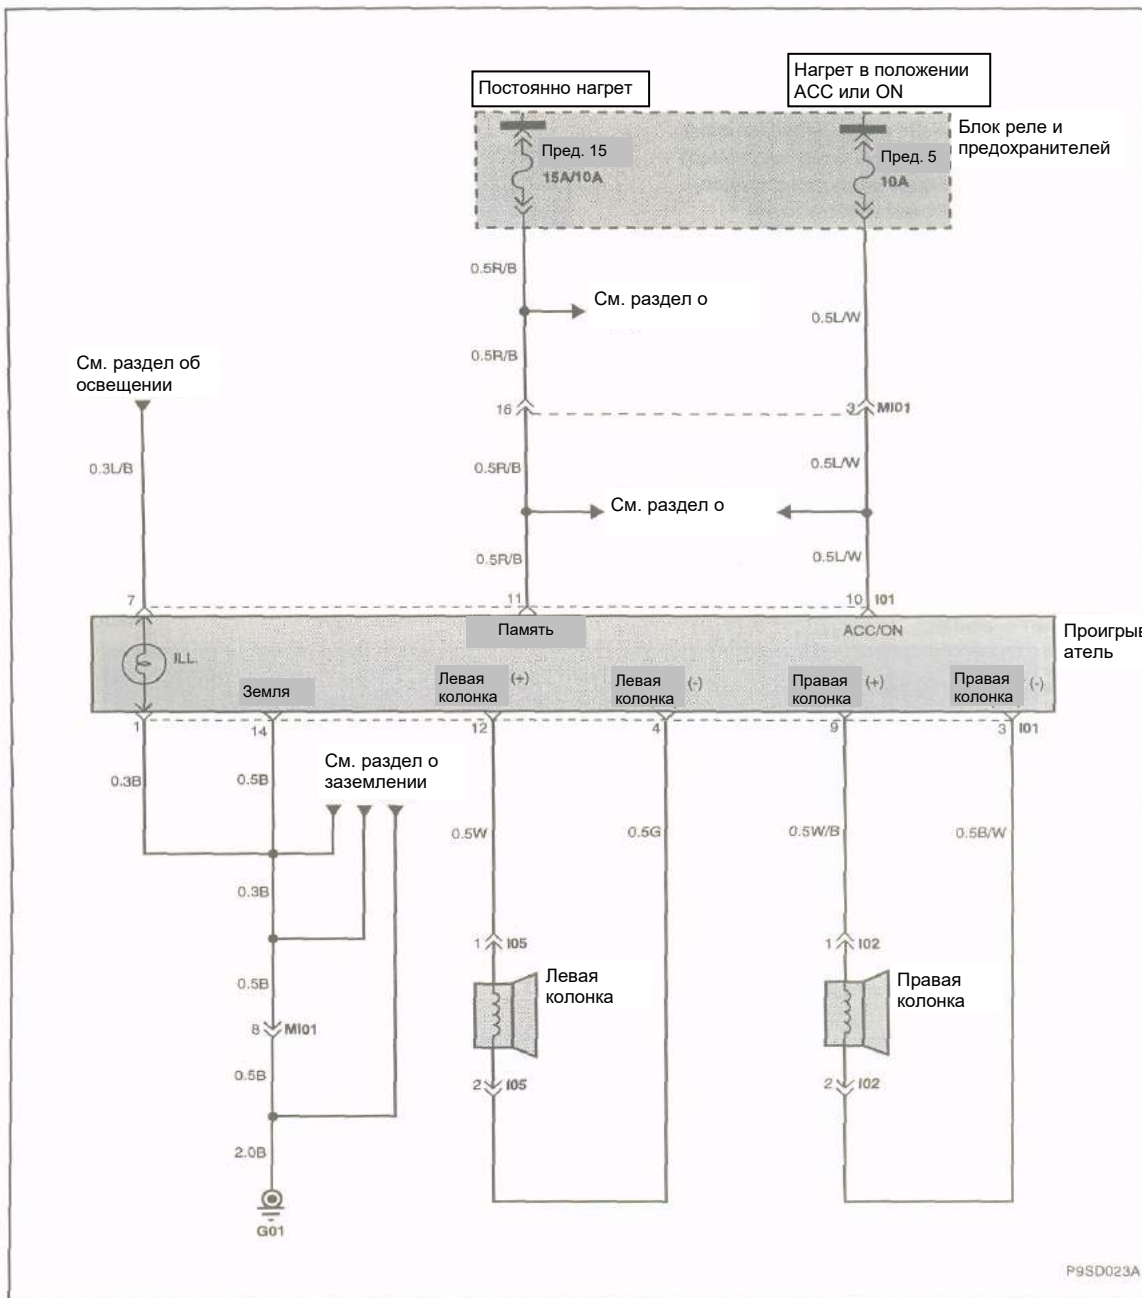 Постоянно нагрет
Нагрет в положении
ACC или ON
Блок реле и
предохранителей
Пред. 15
15A/10A
Пред. 5
10A
0.5R/B
См. раздел о
0.5L/W
0.5R/B
См. раздел об
освещении
16
3
MI01
0.3L/B
0.5R/B
0.5L/W
См. раздел о
0.5R/B
0.5L/W
7
11
10
I01
Память
ACC/ON
Проигрыв
атель
ILL.
Земля
Левая
колонка
(+)
Левая
колонка
(-)
Правая
колонка
(+)
Правая
колонка
(-)
1
14
12
4
9
3
I01
См. раздел о
заземлении
0.3B
0.5B
0.5W
0.5G
0.5W/B
0.5B/W
0.3B
1
I05
1
I02
0.5B
Левая
колонка
Правая
колонка
8
MI01
0.5B
2
I05
2
I02
2.0B
G01
P9SD023A